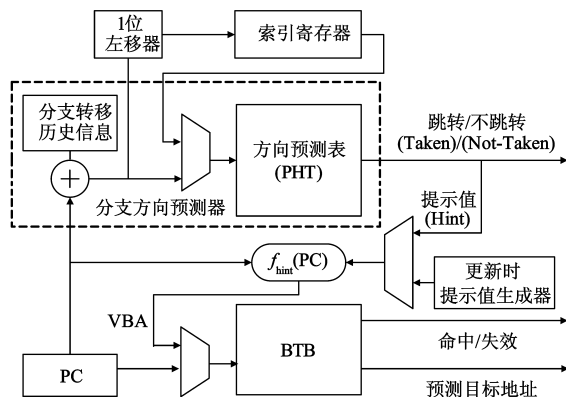 1位
左移器
索引寄存器
分支转移
历史信息
方向预测表
(PHT)
跳转/不跳转
(Taken)/(Not-Taken)
分支方向预测器
提示值
(Hint)
fhint(PC)
更新时
提示值生成器
VBA
PC
BTB
命中/失效
预测目标地址